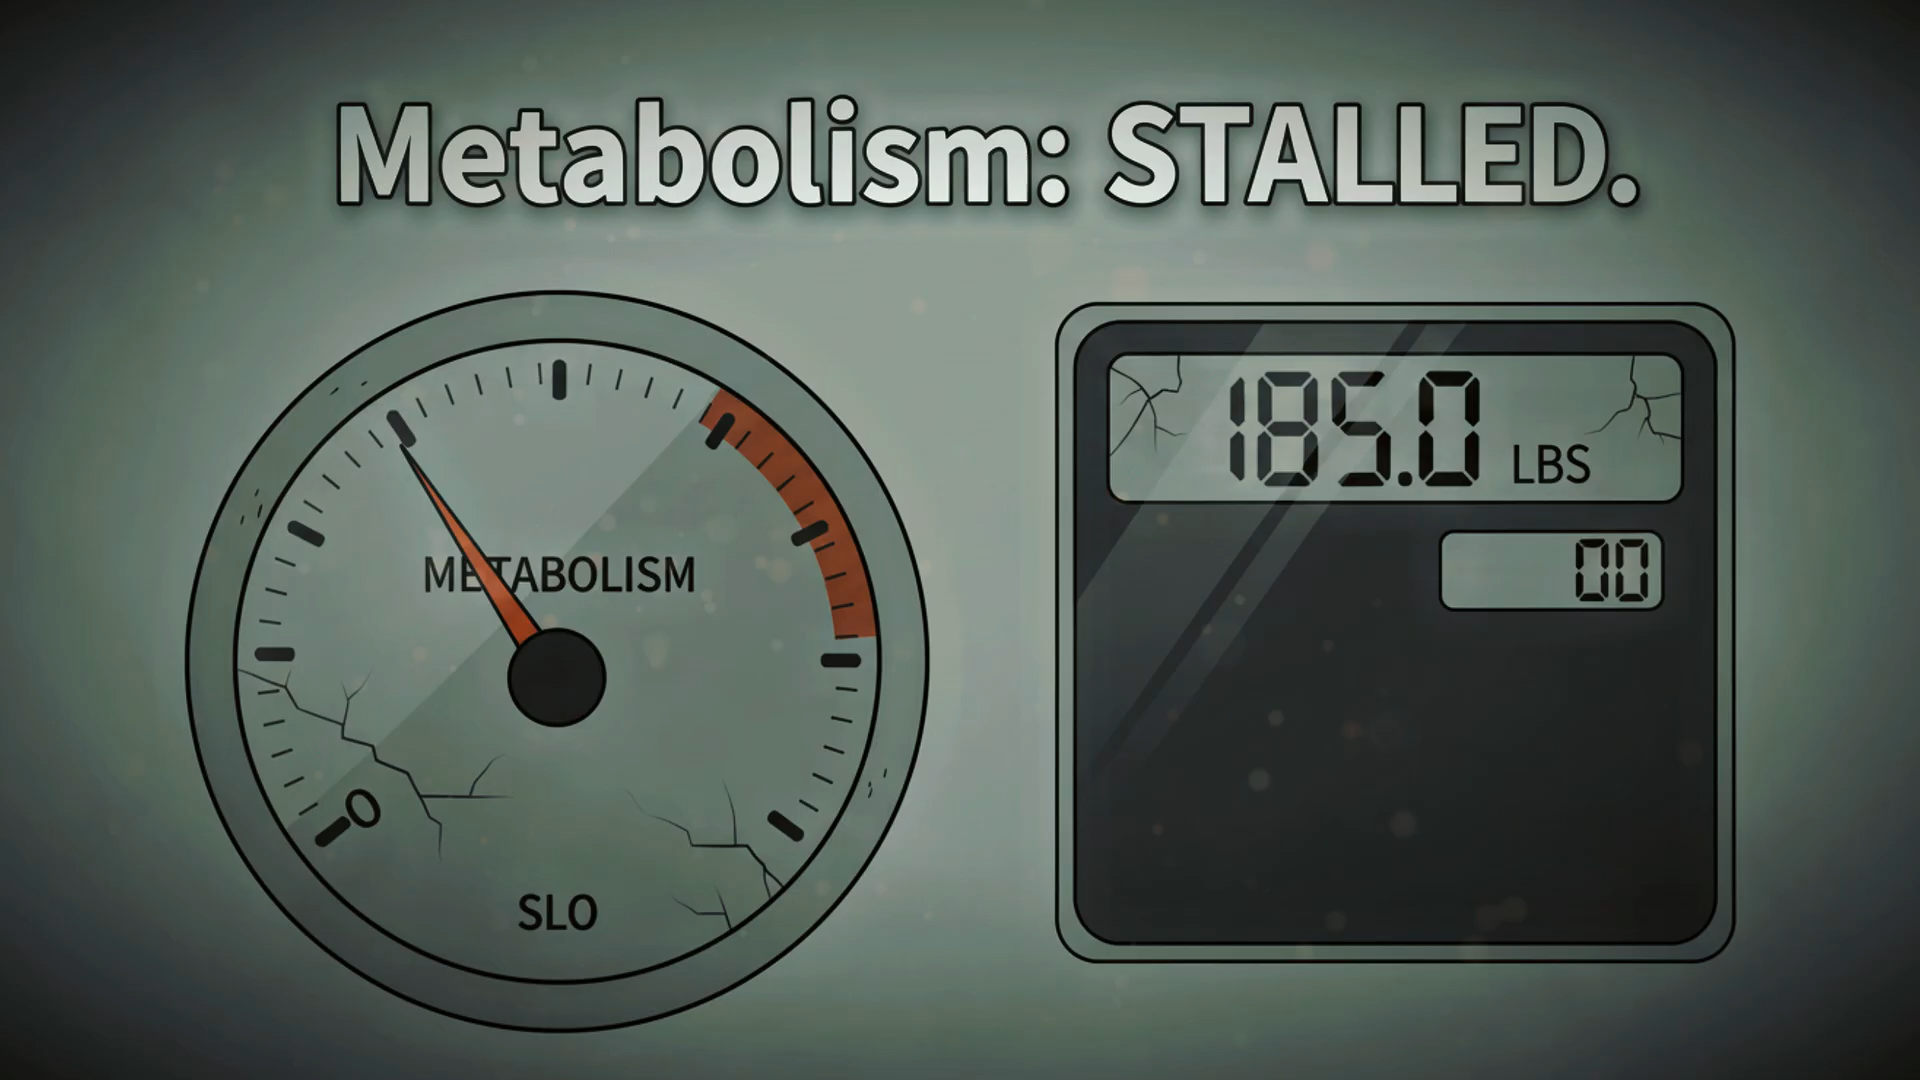 Metabolism: STALLED.
METABOLISM
0
SLO
185.0 LBS
00